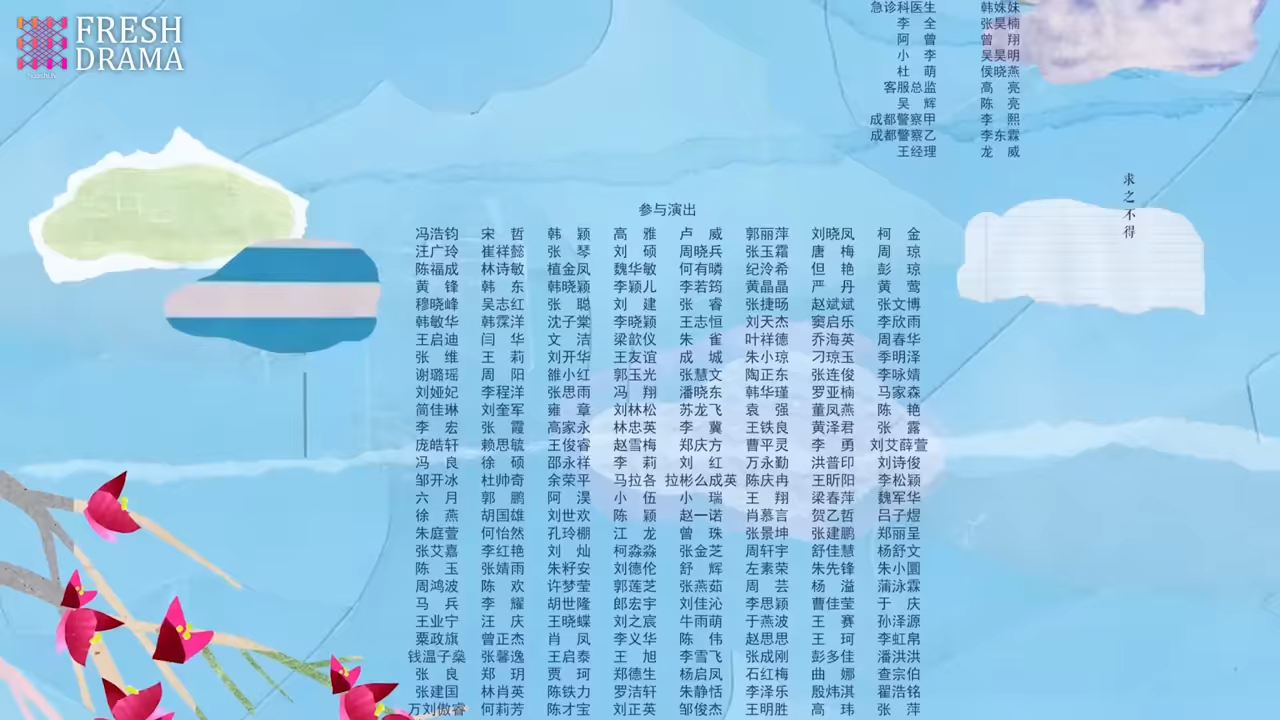 FRESH
DRAMA
huace.tv
急诊科医生 韩姝妹
李全 张昊楠
阿曾 曾翔
小李 吴昊明
杜萌 侯晓燕
客服总监 高亮
吴辉 陈亮
成都警察甲 李熙
成都警察乙 李东霖
王经理 龙威
求之不得
参与演出
冯浩钧 宋哲 韩颖 高雅 卢威 郭丽萍 刘晓凤 柯金
汪广玲 崔祥懿 张琴 刘硕 周晓兵 张玉霜 唐梅 周琼
陈福成 林诗敏 植金凤 魏华敏 何有曦 纪泠希 但艳 彭琼
黄锋 韩东 韩晓颖 李颖儿 李若筠 黄晶晶 严丹 黄莺
穆晓峰 吴志红 张聪 刘建 张睿 张捷旸 赵斌斌 张文博
韩敏华 韩霂洋 沈子棠 李晓颖 王志恒 刘天杰 窦启乐 李欣雨
王启迪 闫华 文洁 梁歆仪 朱雀 叶祥德 乔海英 周春华
张维 王莉 刘开华 王友谊 成城 朱小琼 刁琼玉 季明泽
谢璐瑶 周阳 雒小红 郭玉光 张慧文 陶正东 张连俊 李咏婧
刘娅妃 李程洋 张思雨 冯翔 潘晓东 韩华瑾 罗亚楠 马家森
简佳琳 刘奎军 雍章 刘林松 苏龙飞 袁强 董凤燕 陈艳
李宏 张霞 高家永 林忠英 李冀 王铁良 黄泽君 张露
庞皓轩 赖思毓 王俊睿 赵雪梅 郑庆方 曹平灵 李勇 刘艾薛萱
冯良 徐硕 邵永祥 李莉 刘红 万永勤 洪普印 刘诗俊
邹开冰 杜帅奇 余荣平 马拉各 拉彬么成英 陈庆冉 王昕阳 李松颖
六月 郭鹏 阿淏 小伍 小瑞 王翔 梁春萍 魏军华
徐燕 胡国雄 刘世欢 陈颖 赵一诺 肖慕言 贺乙哲 吕子煜
朱庭萱 何怡然 孔玲棚 江龙 曾珠 张景坤 张建鹏 郑丽呈
张艾嘉 李红艳 刘灿 柯淼淼 张金芝 周轩宇 舒佳慧 杨舒文
陈玉 张婧雨 朱籽安 刘德伦 舒辉 左素荣 朱先锋 朱小圜
周鸿波 陈欢 许梦莹 郭莲芝 张燕茹 周芸 杨溢 蒲泳霖
马兵 李耀 胡世隆 郎宏宇 刘佳沁 李思颖 曹佳莹 于庆
王业宁 汪庆 王晓蝶 刘之宸 牛雨萌 于燕波 王赛 孙泽源
粟政旗 曾正杰 肖凤 李义华 陈伟 赵思思 王珂 李虹帛
钱温子燊 张馨逸 王启泰 王旭 李雪飞 张成刚 彭多佳 潘洪洪
张良 郑玥 贾珂 郑德生 杨启凤 石红梅 曲娜 查宗伯
张建国 林肖英 陈铁力 罗洁轩 朱静恬 李泽乐 殷炜淇 翟浩铭
万刘傲睿 何莉芳 陈才宝 刘正英 邹俊杰 王明胜 高玮 张萍